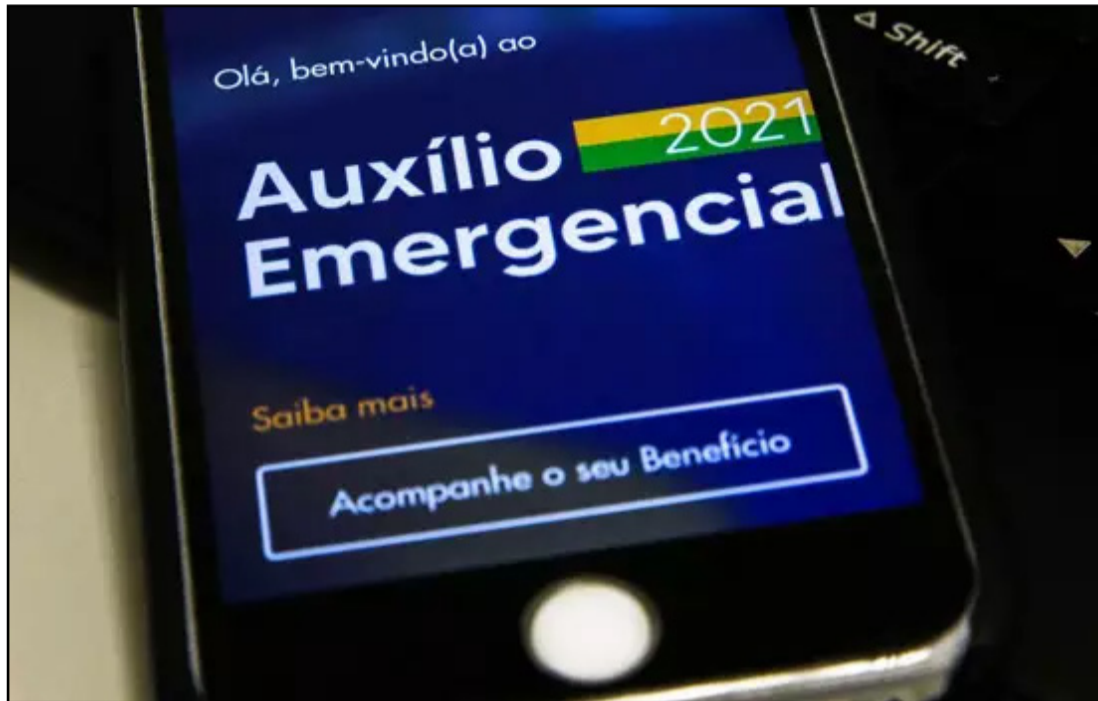 Olá, bem-vindo(a) ao
Auxílio 2021
Emergencial
Saiba mais
Acompanhe o seu Benefício
Shift